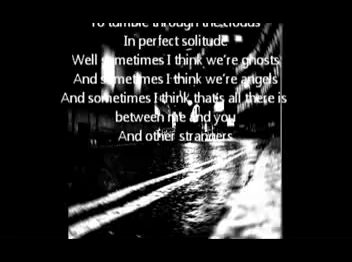 To tumble through the clouds
In perfect solitude
Well sometimes I think we're ghosts
And sometimes I think we're angels
And sometimes I think that's all there is
between me and you
And other strangers